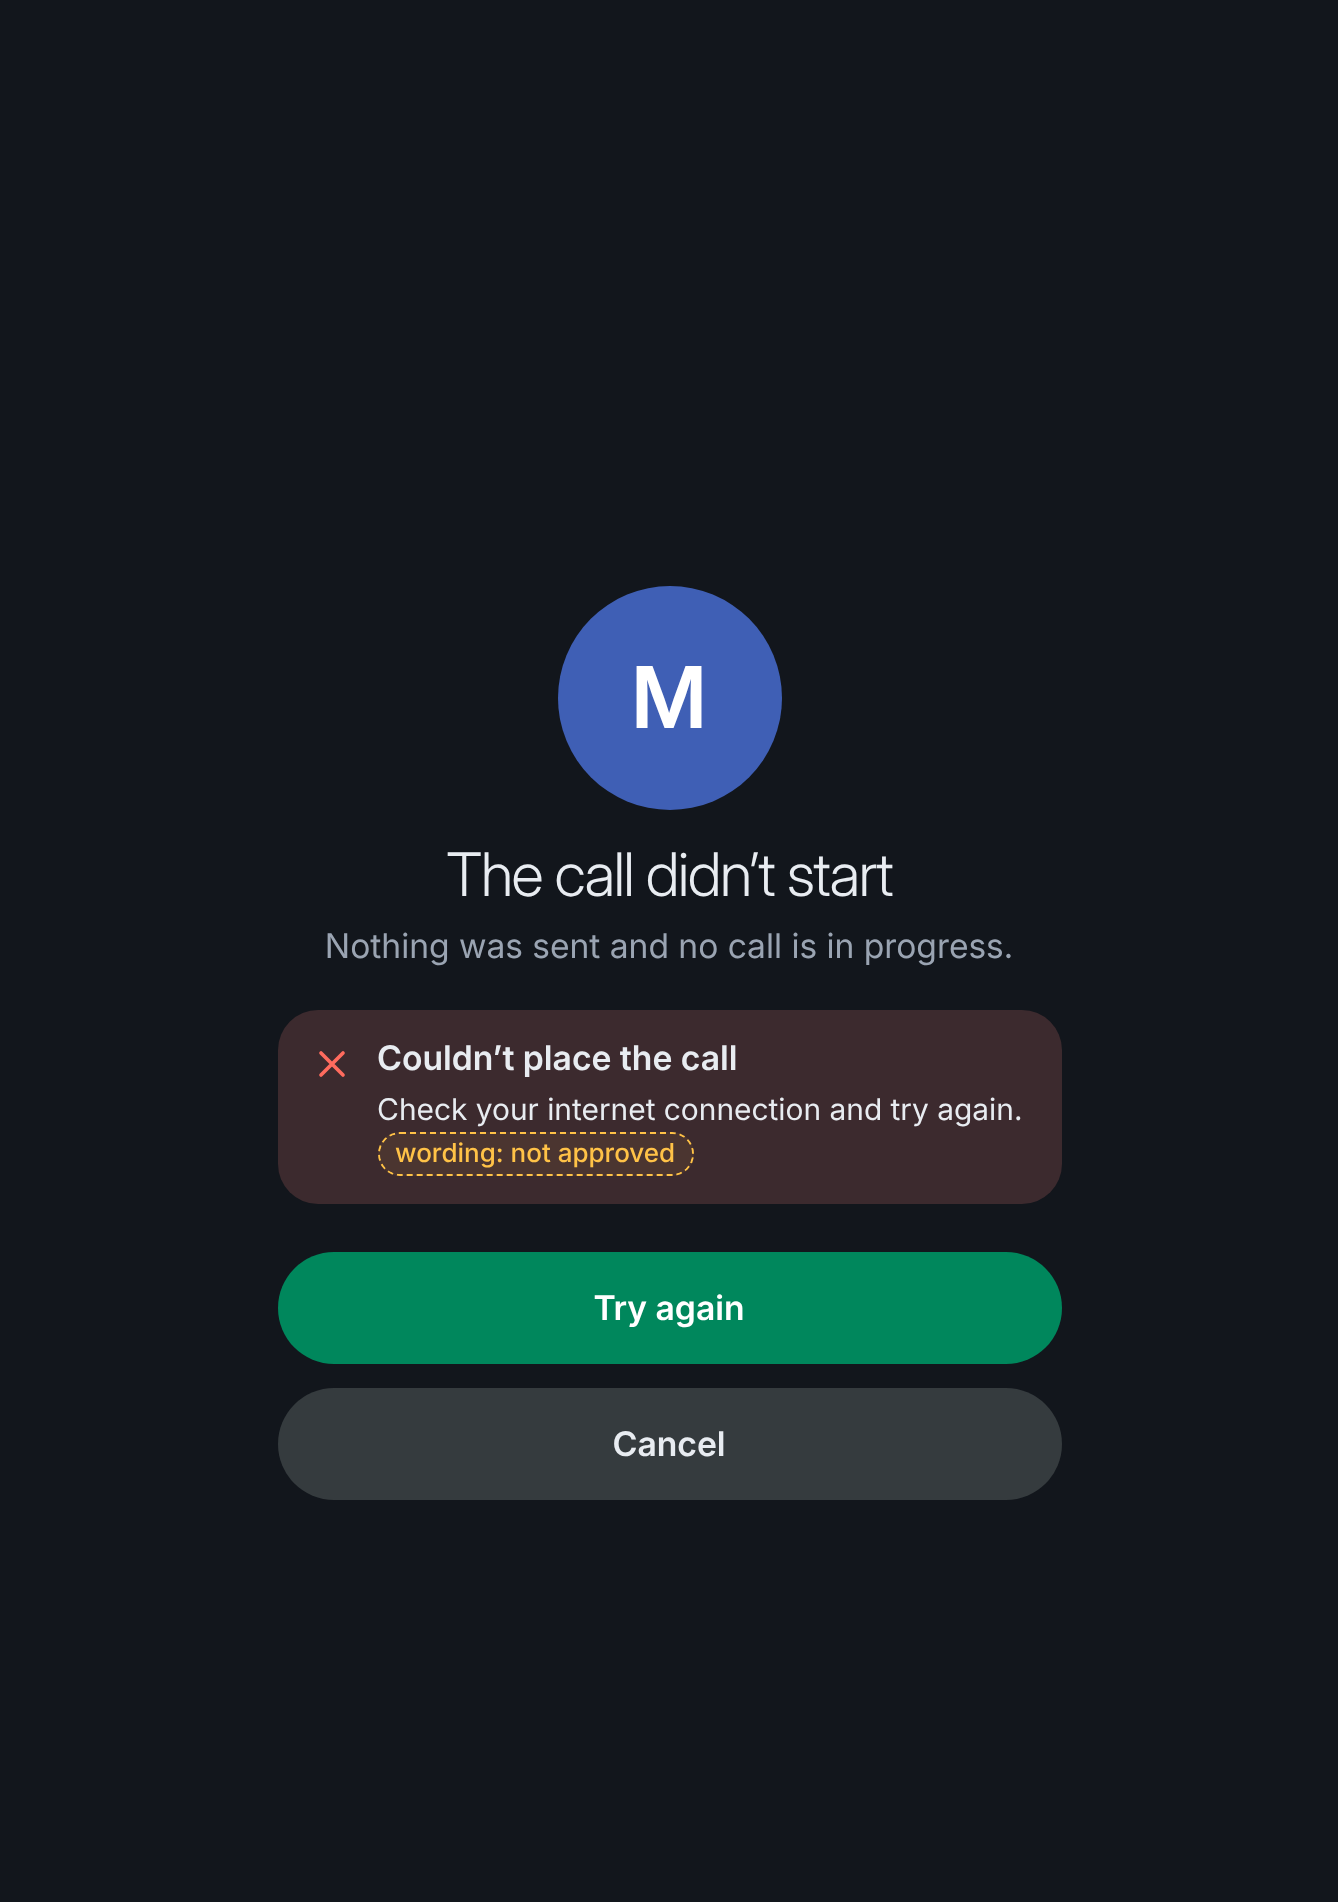 M
The call didn’t start
Nothing was sent and no call is in progress.
Couldn’t place the call
Check your internet connection and try again.
wording: not approved
Try again
Cancel